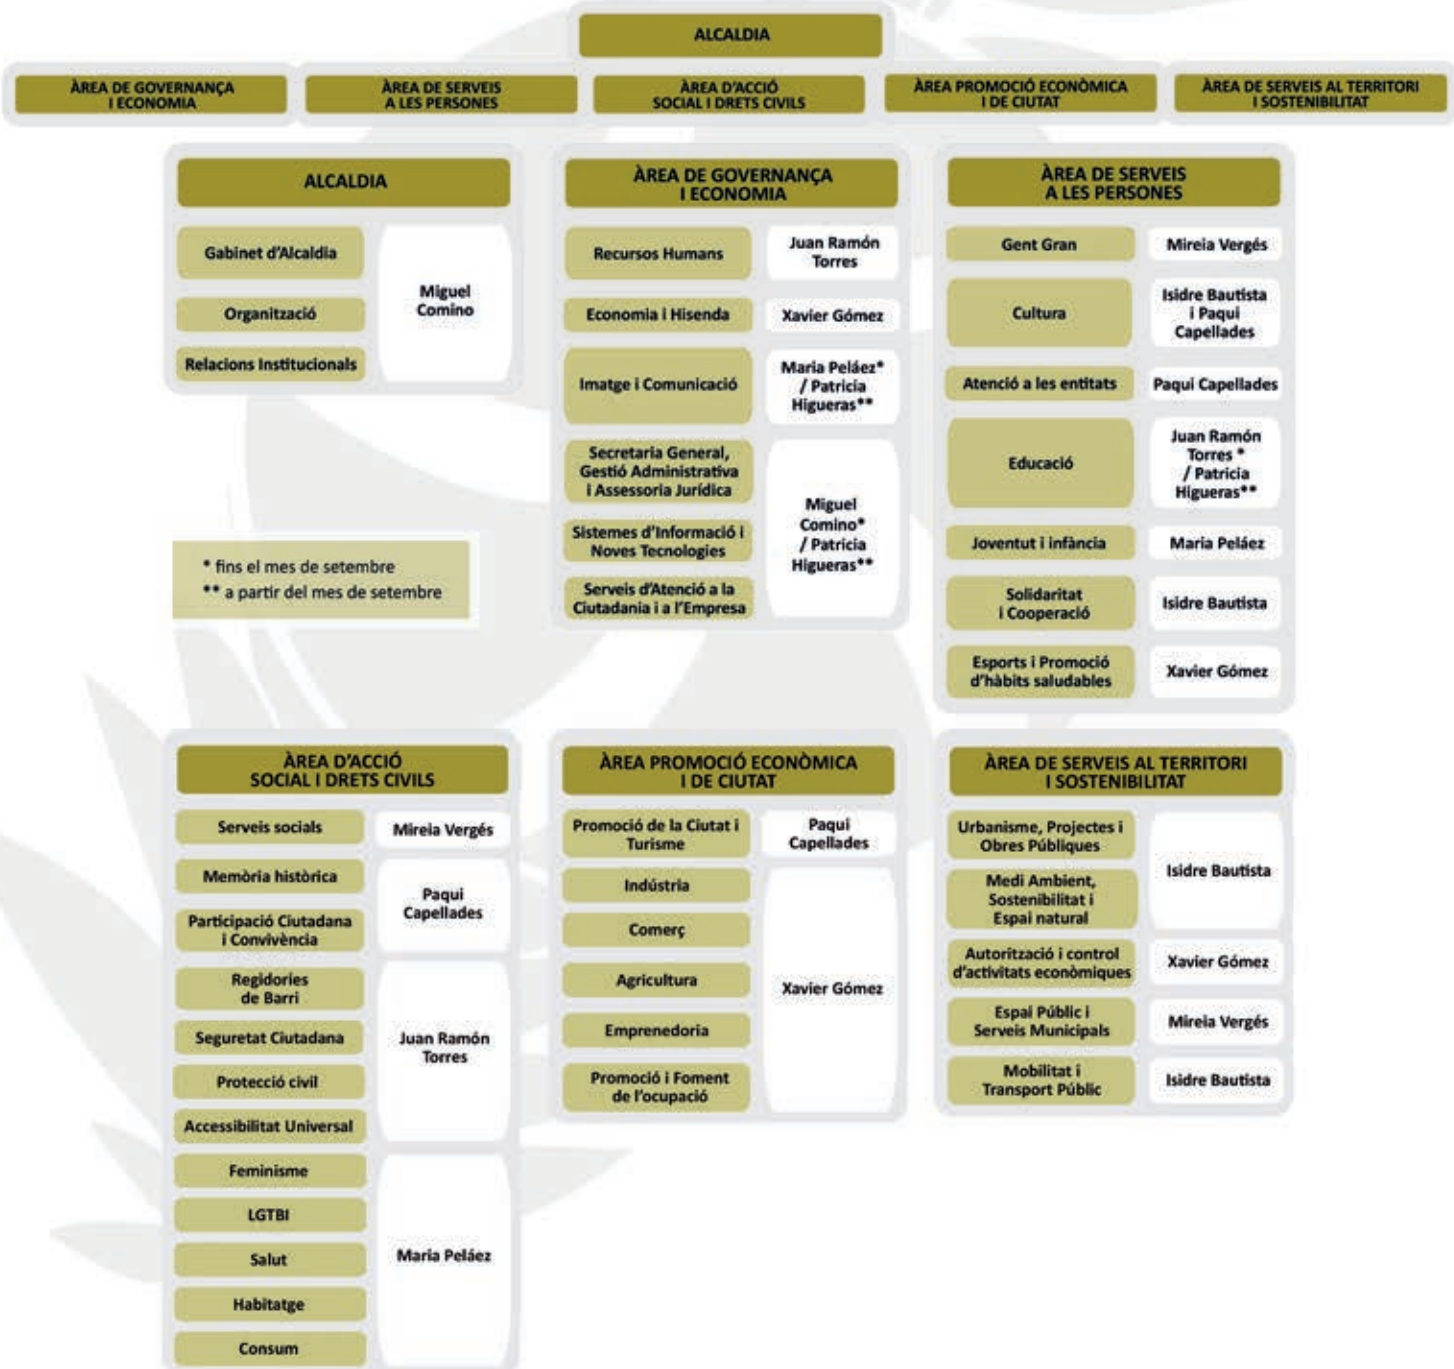 ALCALDIA
ÀREA DE GOVERNANÇA
I ECONOMIA
ÀREA DE SERVEIS
A LES PERSONES
ÀREA D'ACCIÓ
SOCIAL I DRETS CIVILS
ÀREA PROMOCIÓ ECONÒMICA
I DE CIUTAT
ÀREA DE SERVEIS AL TERRITORI
I SOSTENIBILITAT
ALCALDIA
Gabinet d'Alcaldia
Organització
Relacions Institucionals
Miguel
Comino
ÀREA DE GOVERNANÇA
I ECONOMIA
Recursos Humans
Juan Ramón
Torres
Economia i Hisenda
Xavier Gómez
Imatge i Comunicació
Maria Peláez*
/ Patricia
Higueras**
Secretaria General,
Gestió Administrativa
i Assessoria Jurídica
Sistemes d'Informació i
Noves Tecnologies
Serveis d'Atenció a la
Ciutadania i a l'Empresa
Miguel
Comino*
/ Patricia
Higueras**
ÀREA DE SERVEIS
A LES PERSONES
Gent Gran
Mireia Vergés
Cultura
Isidre Bautista
i Paqui
Capellades
Atenció a les entitats
Paqui Capellades
Educació
Juan Ramón
Torres *
/ Patricia
Higueras**
Joventut i infància
Maria Peláez
Solidaritat
i Cooperació
Isidre Bautista
Esports i Promoció
d'hàbits saludables
Xavier Gómez
* fins el mes de setembre
** a partir del mes de setembre
ÀREA D'ACCIÓ
SOCIAL I DRETS CIVILS
Serveis socials
Mireia Vergés
Memòria històrica
Participació Ciutadana
i Convivència
Paqui
Capellades
Regidories
de Barri
Seguretat Ciutadana
Protecció civil
Accessibilitat Universal
Juan Ramón
Torres
Feminisme
LGTBI
Salut
Habitatge
Consum
Maria Peláez
ÀREA PROMOCIÓ ECONÒMICA
I DE CIUTAT
Promoció de la Ciutat i
Turisme
Paqui
Capellades
Indústria
Comerç
Agricultura
Emprenedoria
Promoció i Foment
de l'ocupació
Xavier Gómez
ÀREA DE SERVEIS AL TERRITORI
I SOSTENIBILITAT
Urbanisme, Projectes i
Obres Públiques
Medi Ambient,
Sostenibilitat i
Espai natural
Isidre Bautista
Autorització i control
d'activitats econòmiques
Xavier Gómez
Espai Públic i
Serveis Municipals
Mireia Vergés
Mobilitat i
Transport Públic
Isidre Bautista